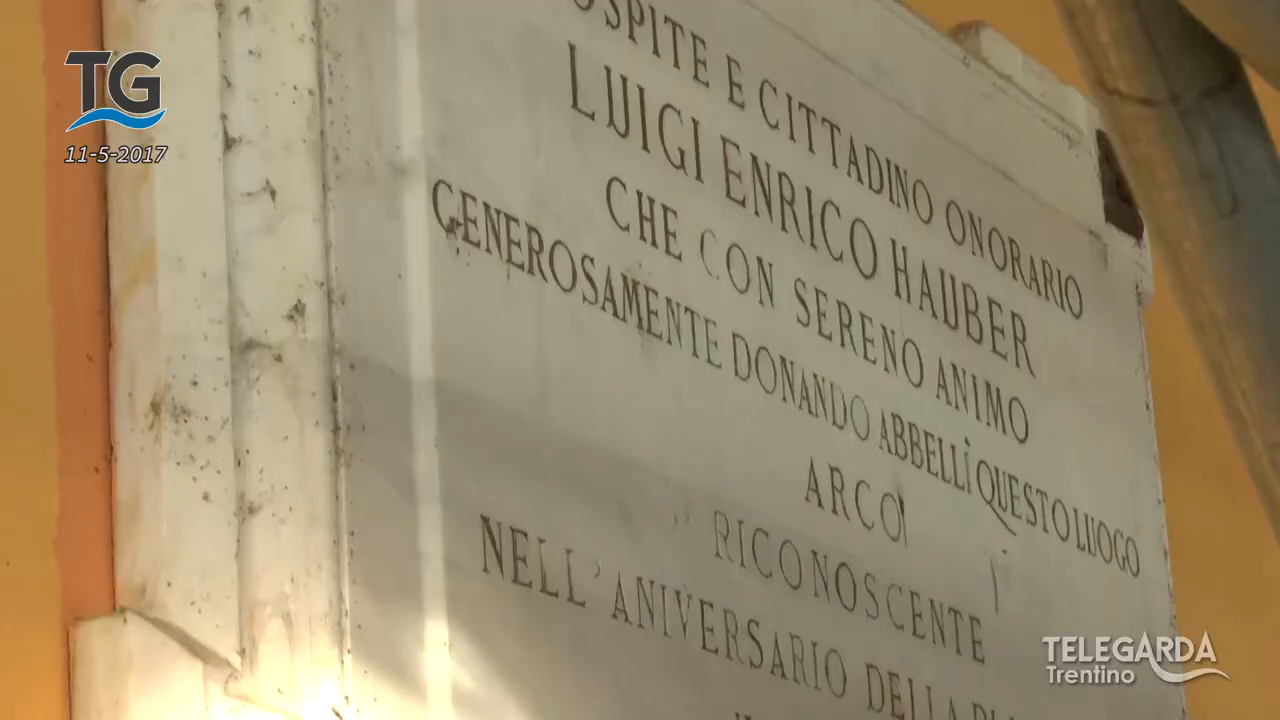 TG
11-5-2017
OSPITE E CITTADINO ONORARIO
LUIGI ENRICO HAUBER
CHE CON SERENO ANIMO
GENEROSAMENTE DONANDO ABBELLÌ QUESTO LUOGO
ARCO
RICONOSCENTE
NELL'ANIVERSARIO DELLA
TELEGARDA
Trentino